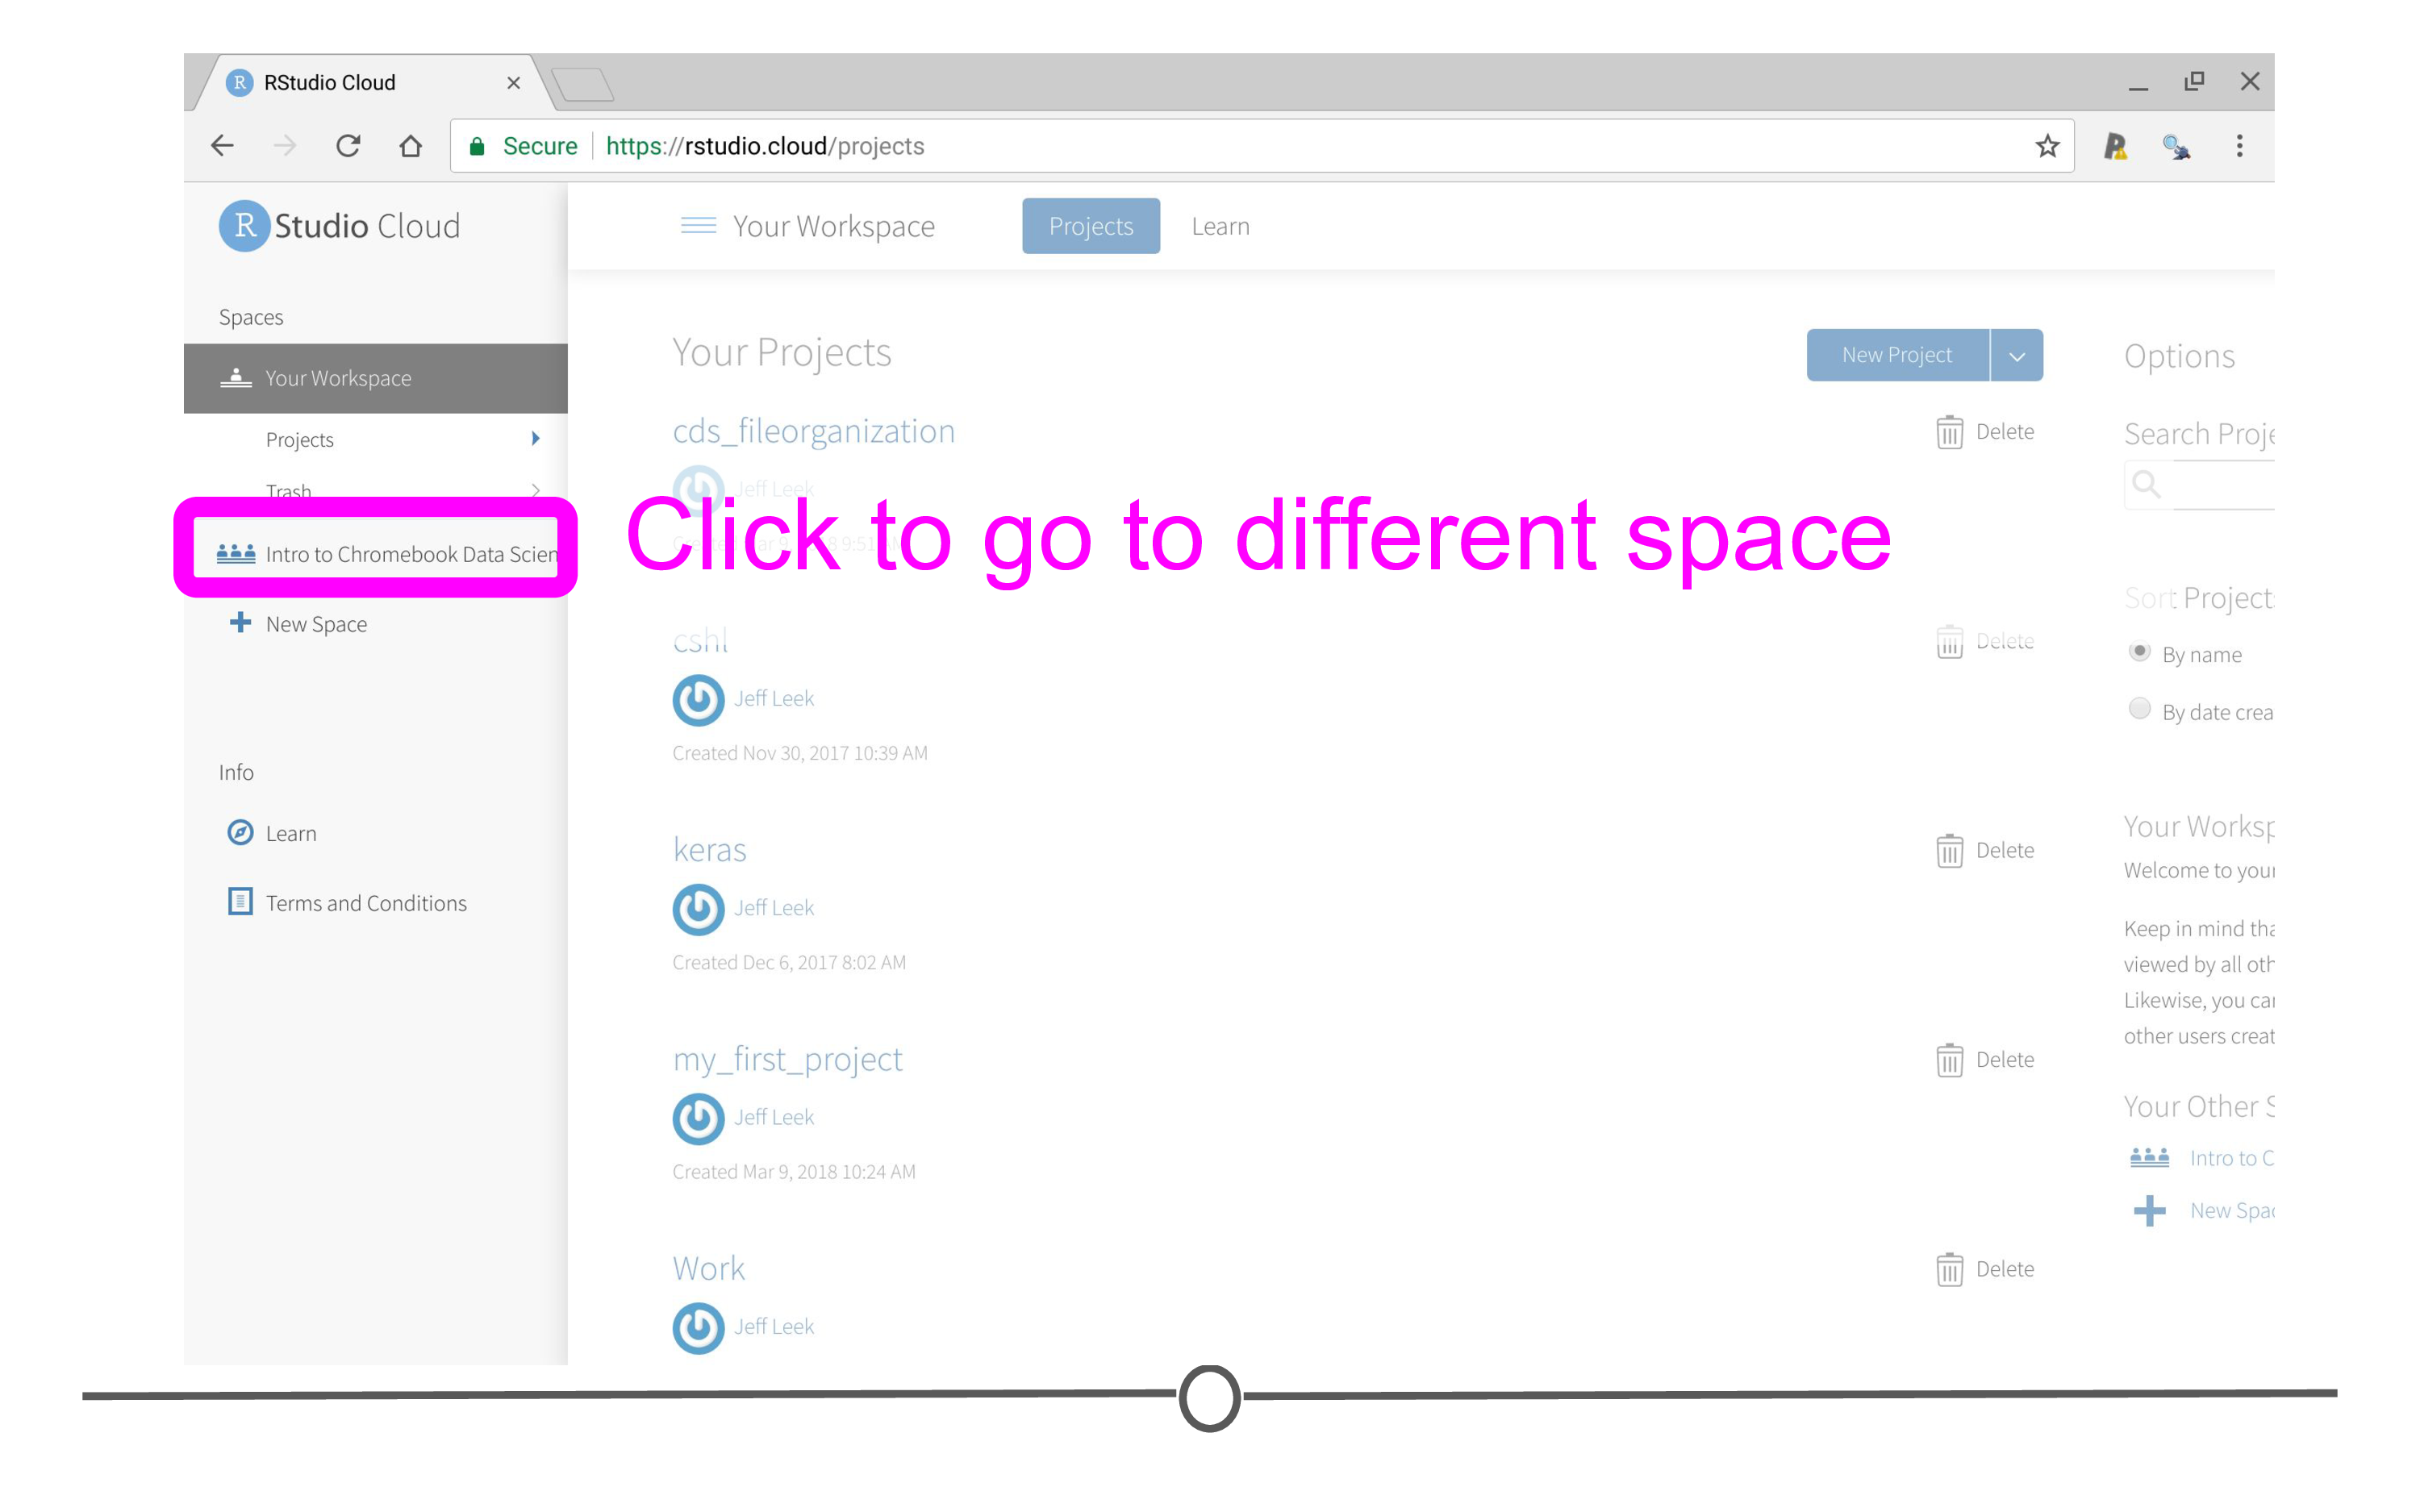 RStudio Cloud
Secure https://rstudio.cloud/projects
R Studio Cloud
Your Workspace Projects Learn
Spaces
Your Workspace
Projects
Trash
Intro to Chromebook Data Scien
New Space
Info
Learn
Terms and Conditions
Your Projects
New Project
cds_fileorganization
Delete
Jeff Leek
Click to go to different space
cshl
Delete
Jeff Leek
Created Nov 30, 2017 10:39 AM
keras
Delete
Jeff Leek
Created Dec 6, 2017 8:02 AM
my_first_project
Delete
Jeff Leek
Created Mar 9, 2018 10:24 AM
Work
Delete
Jeff Leek
Options
Search Proje
Sort Project
By name
By date crea
Your Worksp
Welcome to your
Keep in mind tha
viewed by all oth
Likewise, you can
other users creat
Your Other S
Intro to C
New Spac